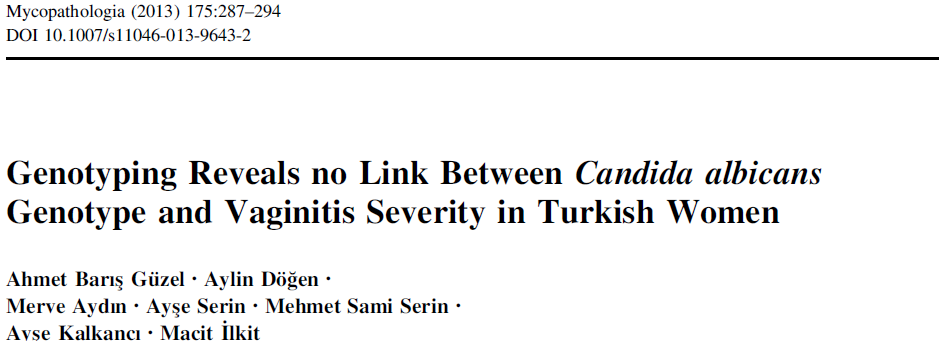 Mycopathologia (2013) 175:287–294
DOI 10.1007/s11046-013-9643-2
Genotyping Reveals no Link Between Candida albicans
Genotype and Vaginitis Severity in Turkish Women
Ahmet Barış Güzel · Aylin Döğen ·
Merve Aydın · Ayşe Serin · Mehmet Sami Serin ·
Ayse Kalkancı · Macit İlkit